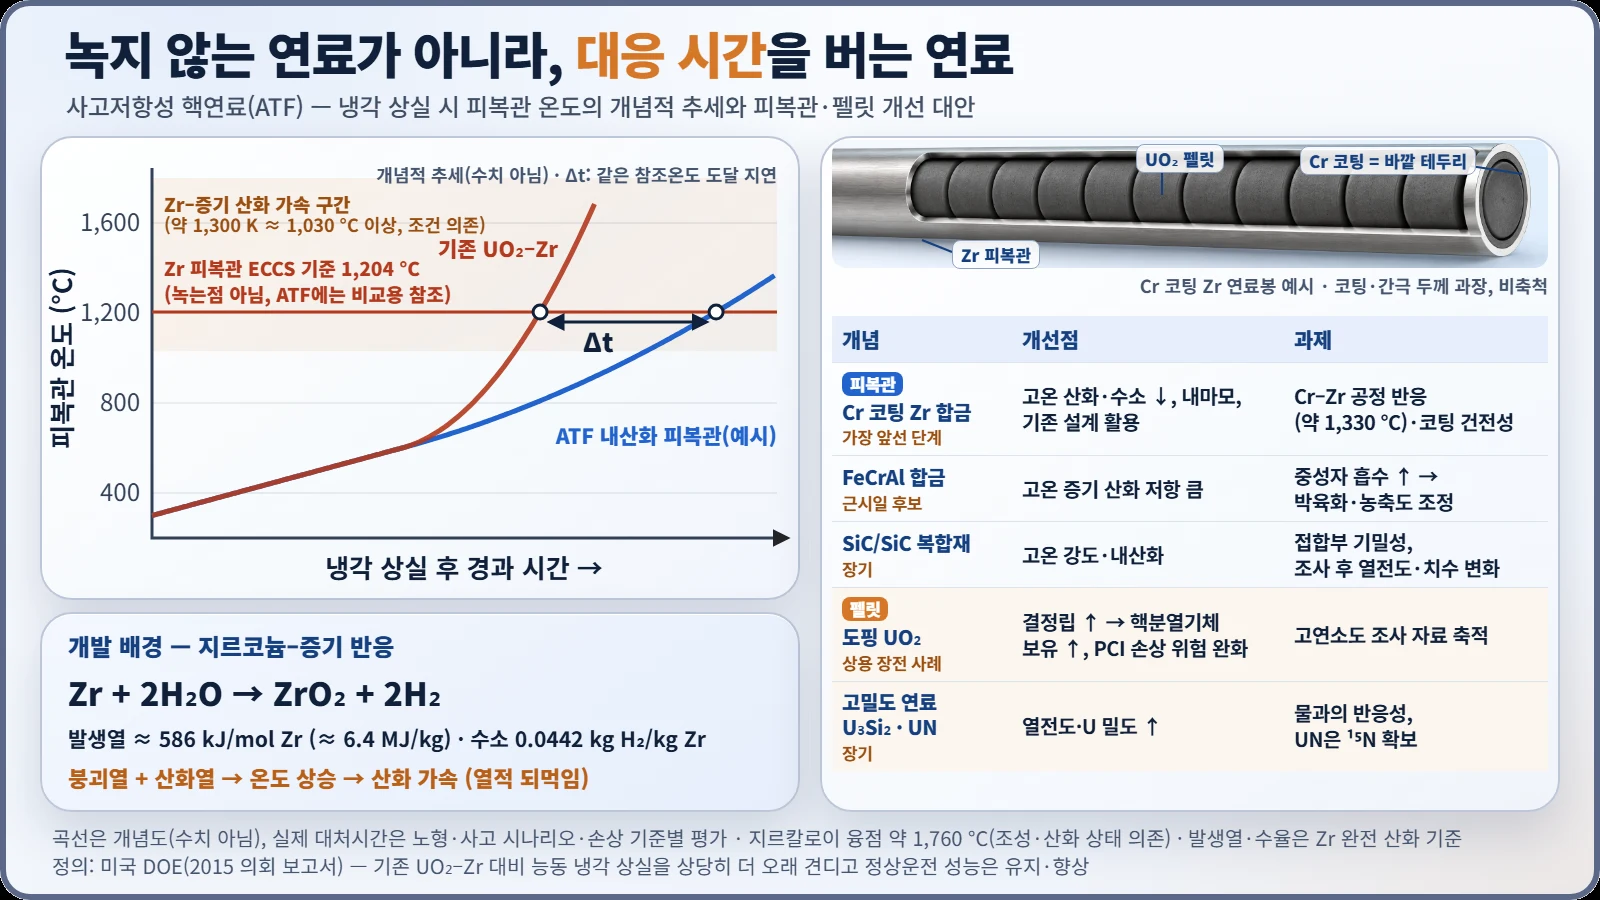 녹지 않는 연료가 아니라, 대응 시간을 버는 연료
사고저항성 핵연료(ATF) — 냉각 상실 시 피복관 온도의 개념적 추세와 피복관·펠릿 개선 대안
개념적 추세(수치 아님) · Δt: 같은 참조온도 도달 지연
Zr–증기 산화 가속 구간
(약 1,300 K ≈ 1,030 °C 이상, 조건 의존)
기존 UO₂–Zr
Zr 피복관 ECCS 기준 1,204 °C
(녹는점 아님, ATF에는 비교용 참조)
1,600
1,200
800
400
피복관 온도 (°C)
Δt
ATF 내산화 피복관(예시)
냉각 상실 후 경과 시간 →
개발 배경 — 지르코늄–증기 반응
Zr + 2H₂O → ZrO₂ + 2H₂
발생열 ≈ 586 kJ/mol Zr (≈ 6.4 MJ/kg) · 수소 0.0442 kg H₂/kg Zr
붕괴열 + 산화열 → 온도 상승 → 산화 가속 (열적 되먹임)
UO₂ 펠릿
Cr 코팅 = 바깥 테두리
Zr 피복관
Cr 코팅 Zr 연료봉 예시 · 코팅·간극 두께 과장, 비축척
개념 개선점 과제
피복관
Cr 코팅 Zr 합금
가장 앞선 단계
고온 산화·수소 ↓, 내마모,
기존 설계 활용
Cr–Zr 공정 반응
(약 1,330 °C)·코팅 건전성
FeCrAl 합금
근시일 후보
고온 증기 산화 저항 큼
중성자 흡수 ↑ →
박육화·농축도 조정
SiC/SiC 복합재
장기
고온 강도·내산화
접합부 기밀성,
조사 후 열전도·치수 변화
펠릿
도핑 UO₂
상용 장전 사례
결정립 ↑ → 핵분열기체
보유 ↑, PCI 손상 위험 완화
고연소도 조사 자료 축적
고밀도 연료
U₃Si₂ · UN
장기
열전도·U 밀도 ↑
물과의 반응성,
UN은 ¹⁵N 확보
곡선은 개념도(수치 아님), 실제 대처시간은 노형·사고 시나리오·손상 기준별 평가 · 지르칼로이 융점 약 1,760 °C(조성·산화 상태 의존) · 발생열·수율은 Zr 완전 산화 기준
정의: 미국 DOE(2015 의회 보고서) — 기존 UO₂–Zr 대비 능동 냉각 상실을 상당히 더 오래 견디고 정상운전 성능은 유지·향상